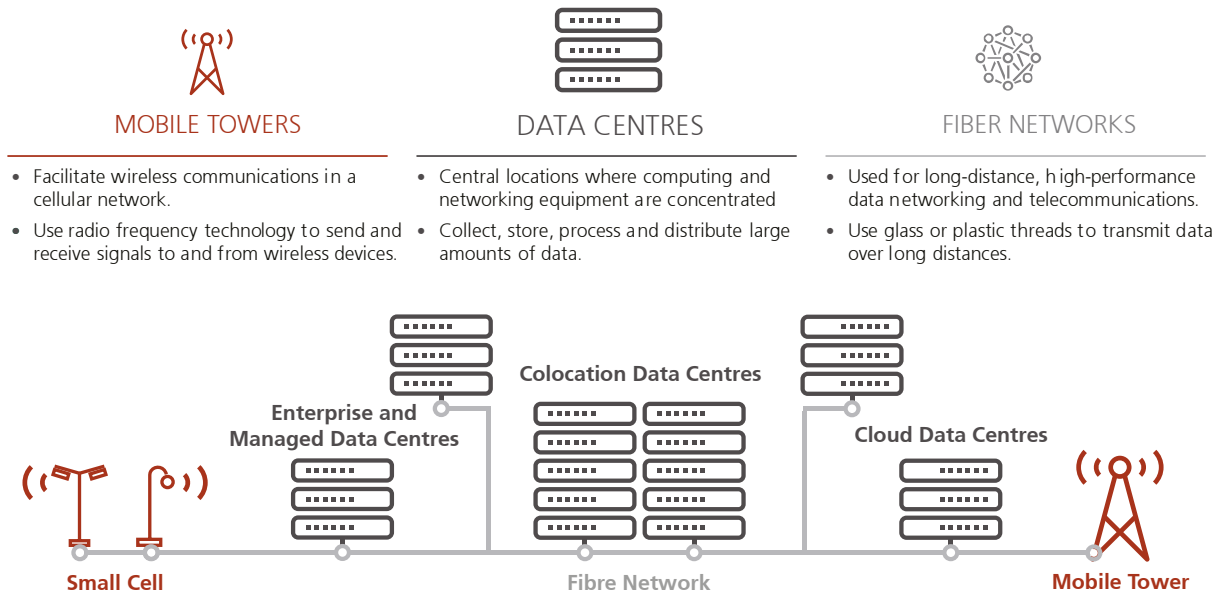 MOBILE TOWERS
• Facilitate wireless communications in a
cellular network.
• Use radio frequency technology to send and
receive signals to and from wireless devices.
DATA CENTRES
• Central locations where computing and
networking equipment are concentrated
• Collect, store, process and distribute large
amounts of data.
FIBER NETWORKS
• Used for long-distance, high-performance
data networking and telecommunications.
• Use glass or plastic threads to transmit data
over long distances.
Enterprise and
Managed Data Centres
Colocation Data Centres
Cloud Data Centres
Small Cell
Fibre Network
Mobile Tower